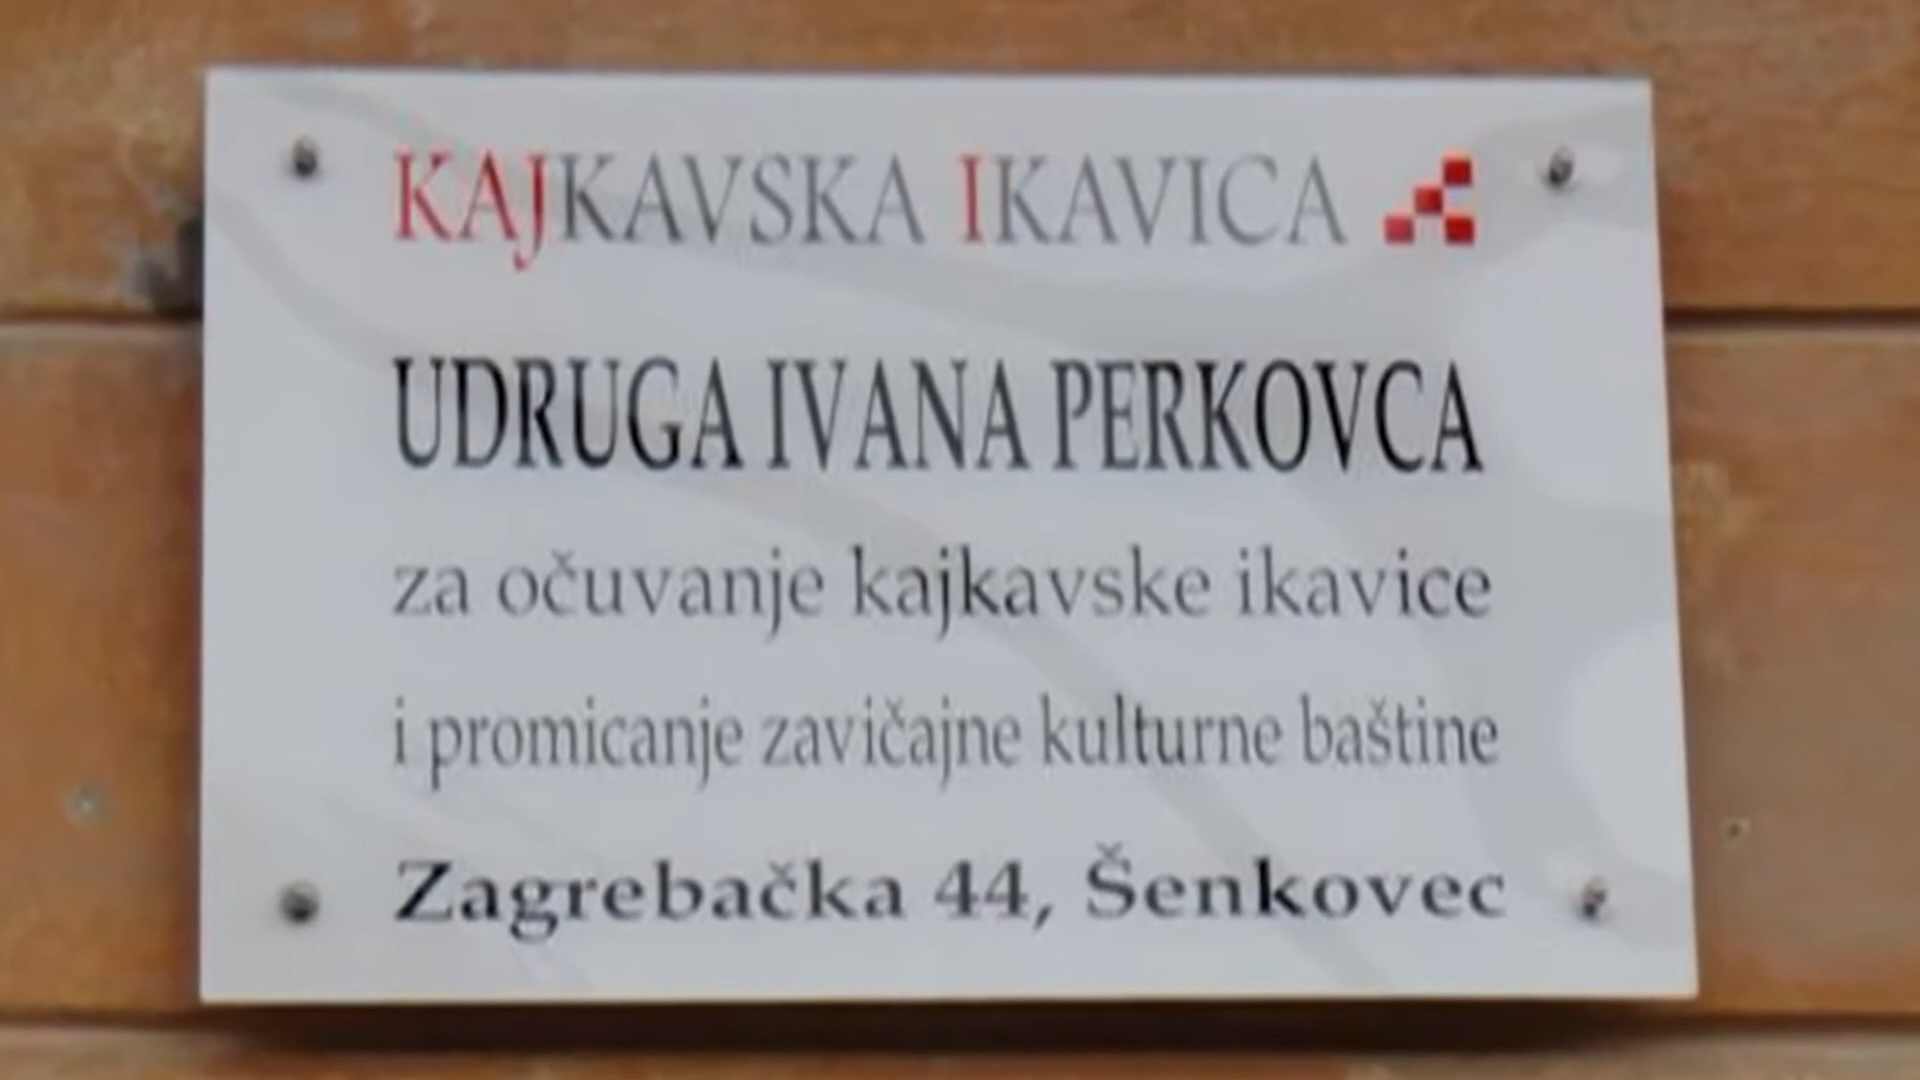 KAJKAVSKA IKAVICA
UDRUGA IVANA PERKOVCA
za očuvanje kajkavske ikavice
i promicanje zavičajne kulturne baštine
Zagrebačka 44, Šenkovec